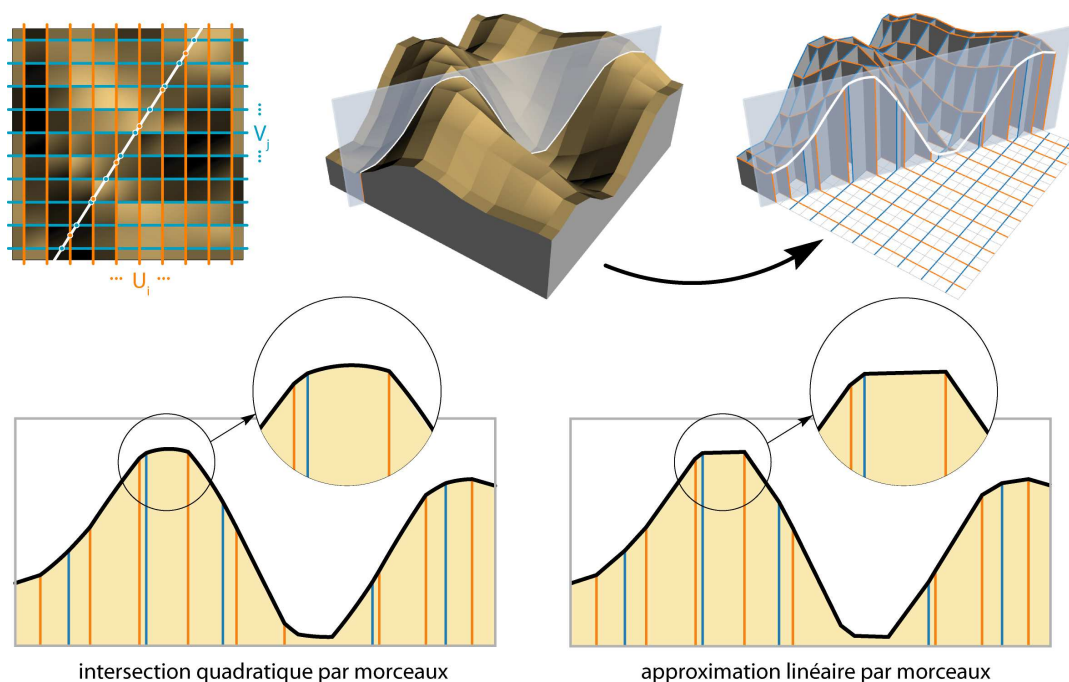 ...
V j
...
... U i ...
intersection quadratique par morceaux
approximation linéaire par morceaux